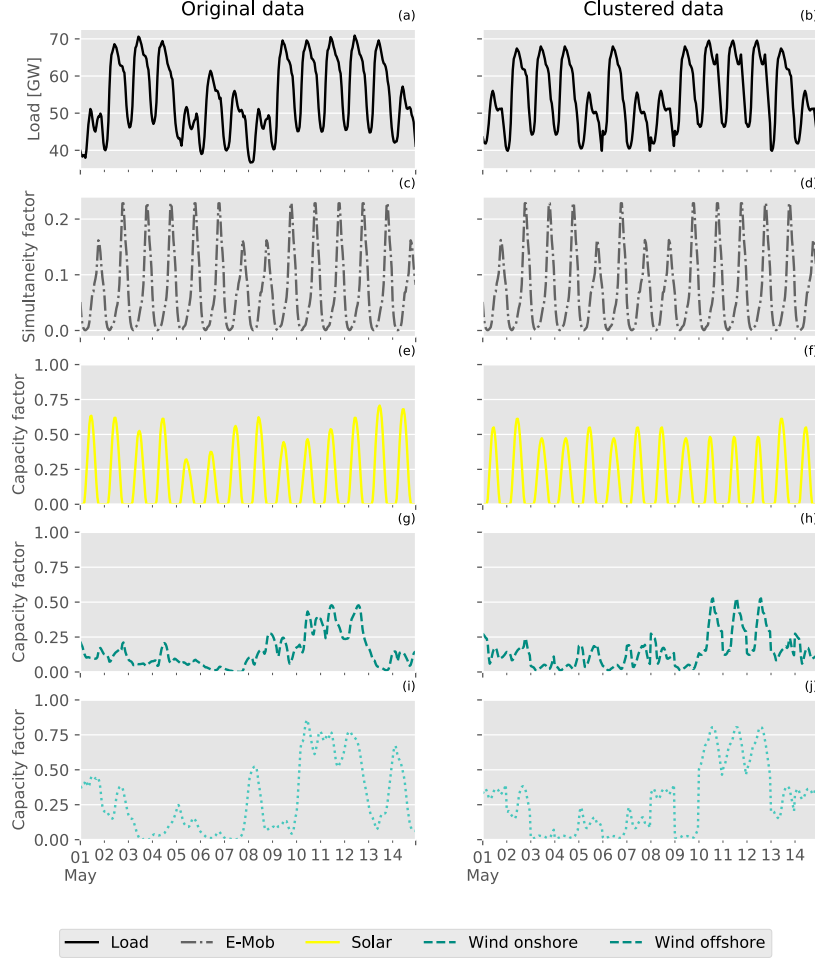 Original data
Clustered data
(a)
(b)
Load [GW]
70
60
50
40
(c)
(d)
Simultaneity factor
0.2
0.1
0.0
(e)
(f)
Capacity factor
1.00
0.75
0.50
0.25
0.00
(g)
(h)
Capacity factor
1.00
0.75
0.50
0.25
0.00
(i)
(j)
Capacity factor
1.00
0.75
0.50
0.25
0.00
01 02 03 04 05 06 07 08 09 10 11 12 13 14
May
01 02 03 04 05 06 07 08 09 10 11 12 13 14
May
Load E-Mob Solar Wind onshore Wind offshore